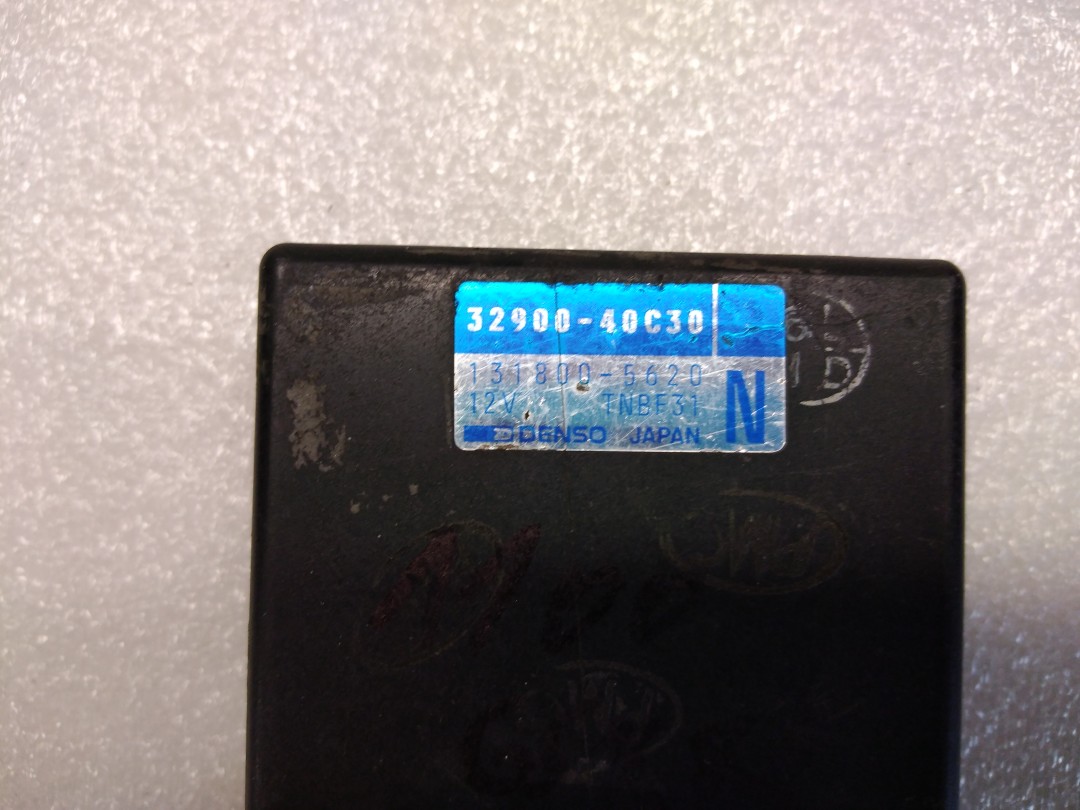 32900-40C30
131800-5620
12V TNBF31 N
DENSO JAPAN